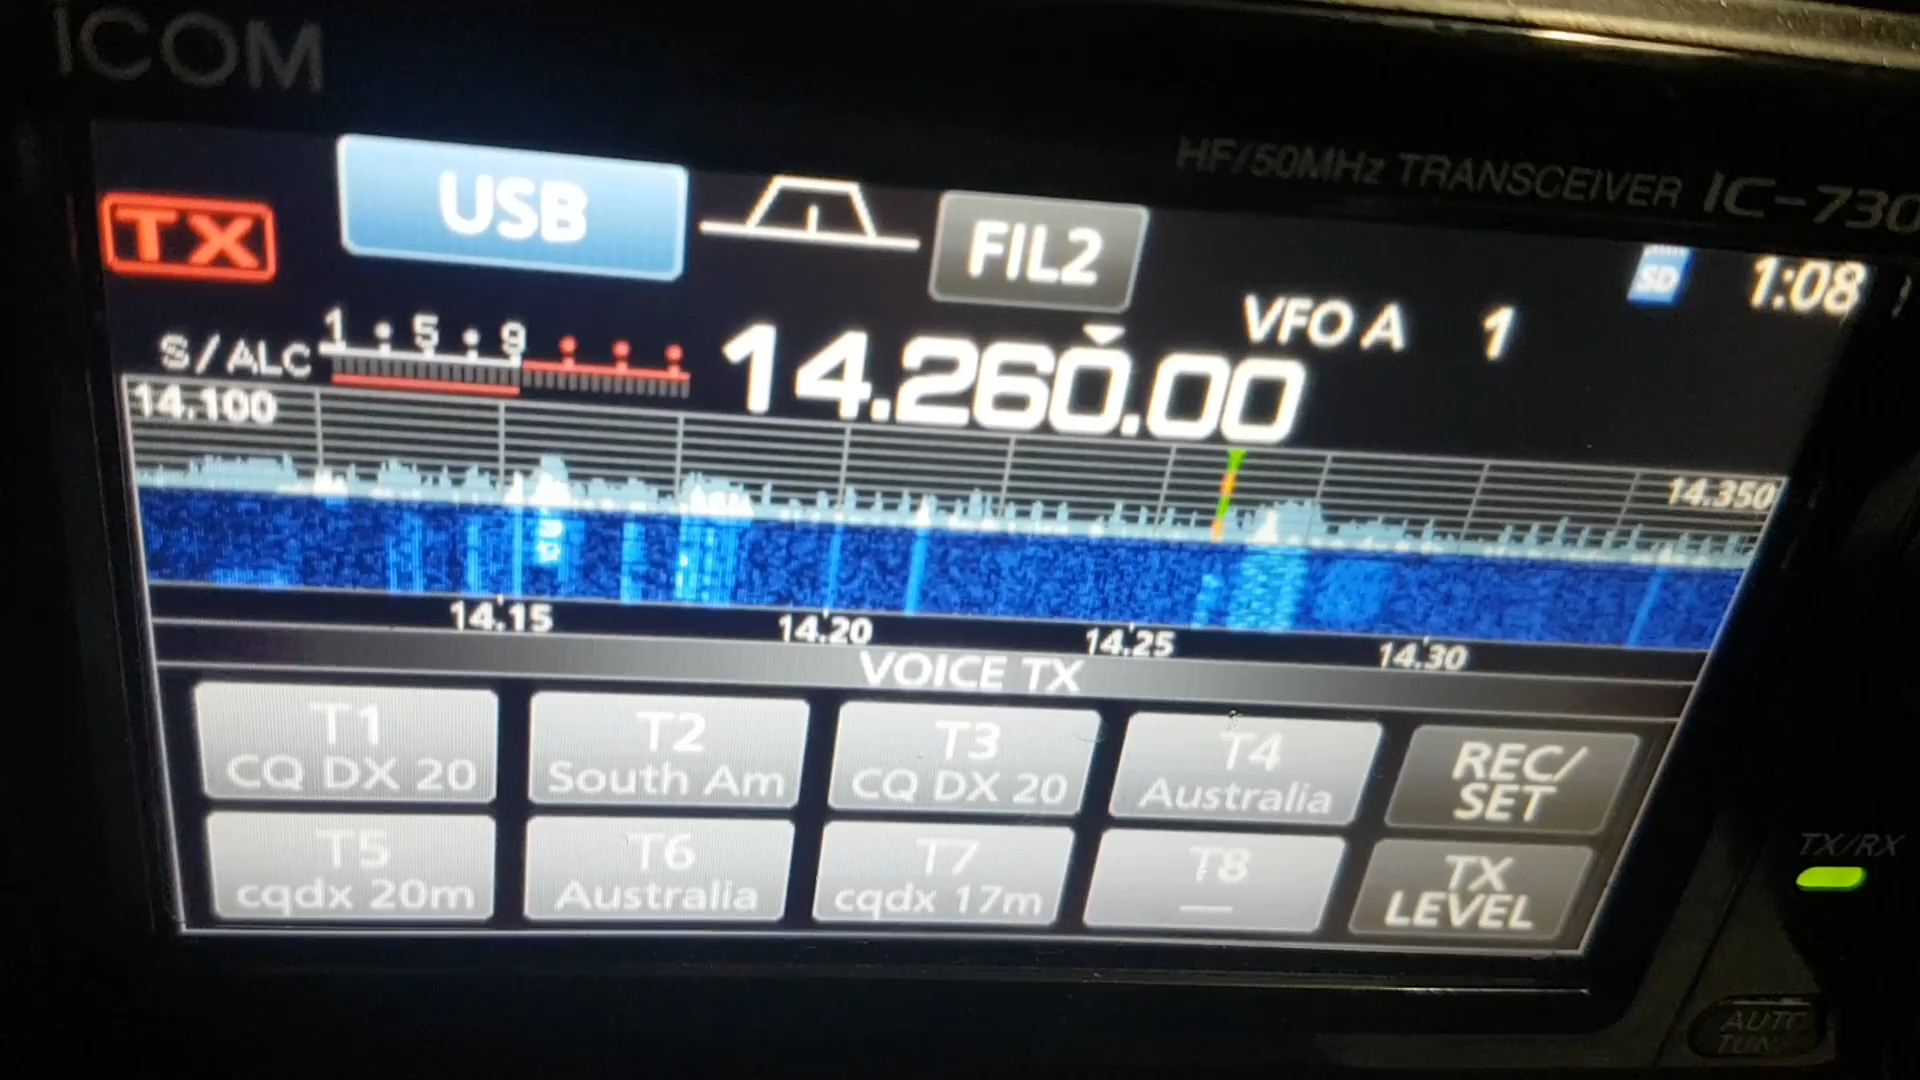 ICOM
HF/50MHz TRANSCEIVER IC-730
TX
USB
FIL2
SD
1:08
VFO A 1
S/ALC
1 5 9
14.260.00
14.100
14.350
14.15 14.20 14.25 14.30
VOICE TX
T1
CQ DX 20
T2
South Am
T3
CQ DX 20
T4
Australia
REC/
SET
T5
cqdx 20m
T6
Australia
T7
cqdx 17m
T8
—
TX
LEVEL
TX/RX
AUTO
TUN